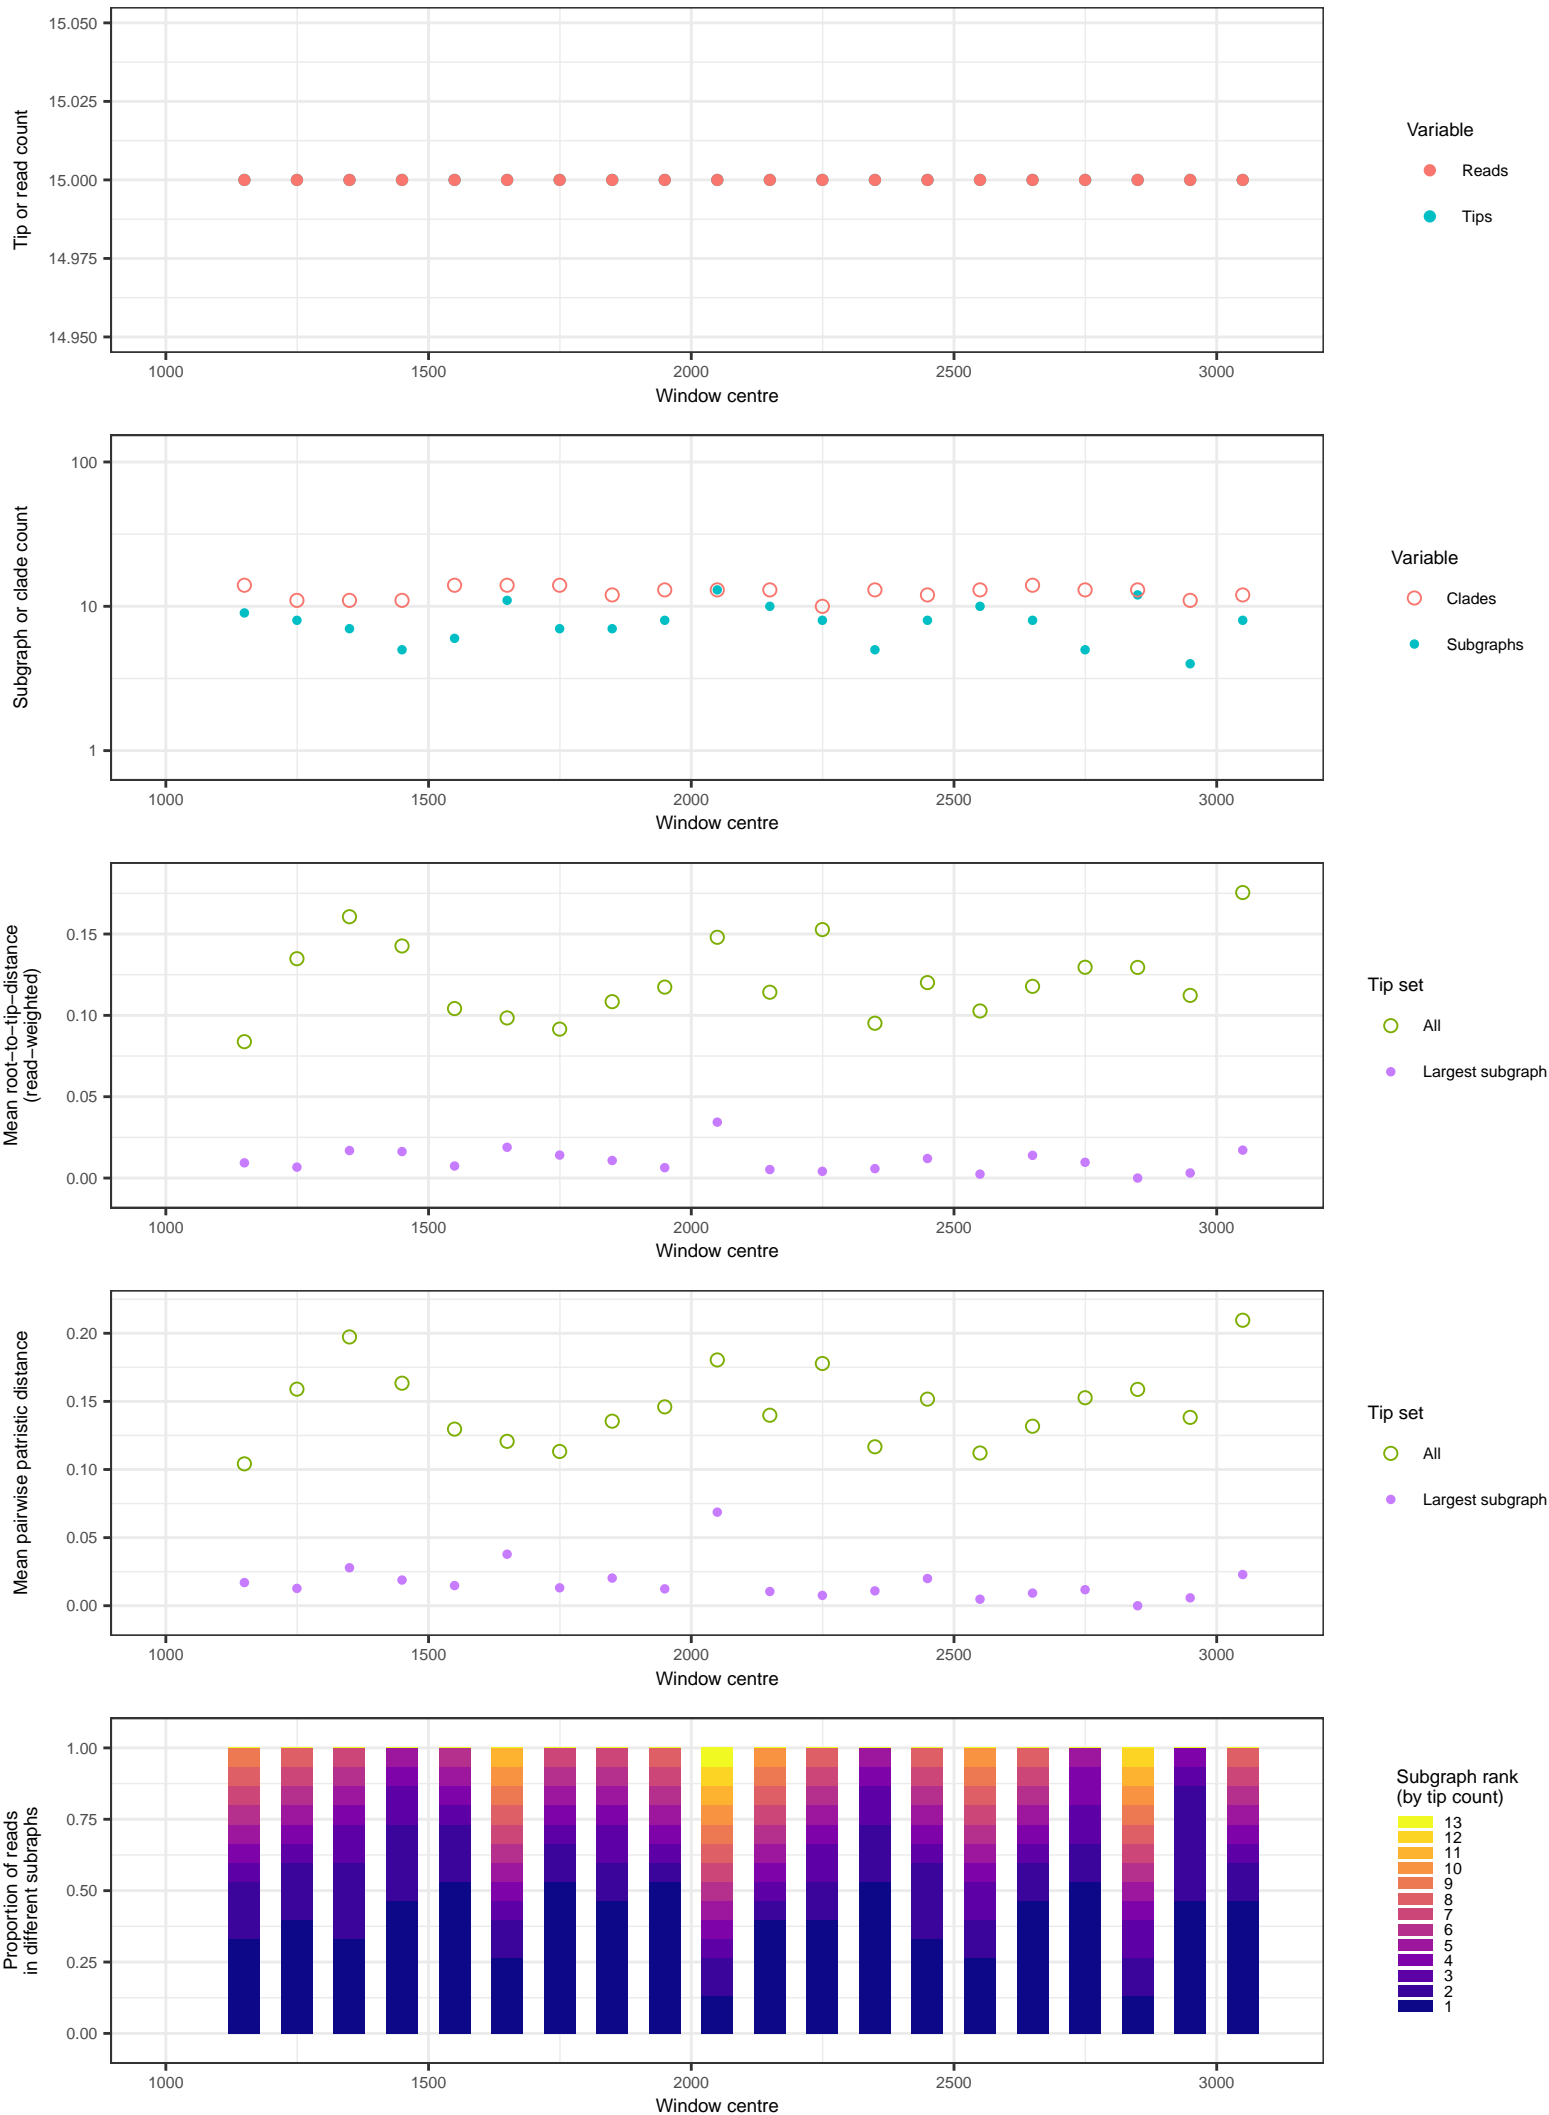 15.050
15.025
15.000
14.975
14.950
Tip or read count
1000 1500 2000 2500 3000
Window centre
Variable
Reads
Tips
100
10
1
Subgraph or clade count
1000 1500 2000 2500 3000
Window centre
Variable
Clades
Subgraphs
0.15
0.10
0.05
0.00
Mean root−to−tip−distance
(read−weighted)
1000 1500 2000 2500 3000
Window centre
Tip set
All
Largest subgraph
0.20
0.15
0.10
0.05
0.00
Mean pairwise patristic distance
1000 1500 2000 2500 3000
Window centre
Tip set
All
Largest subgraph
1.00
0.75
0.50
0.25
0.00
Proportion of reads
in different subraphs
1000 1500 2000 2500 3000
Window centre
Subgraph rank
(by tip count)
13
12
11
10
9
8
7
6
5
4
3
2
1